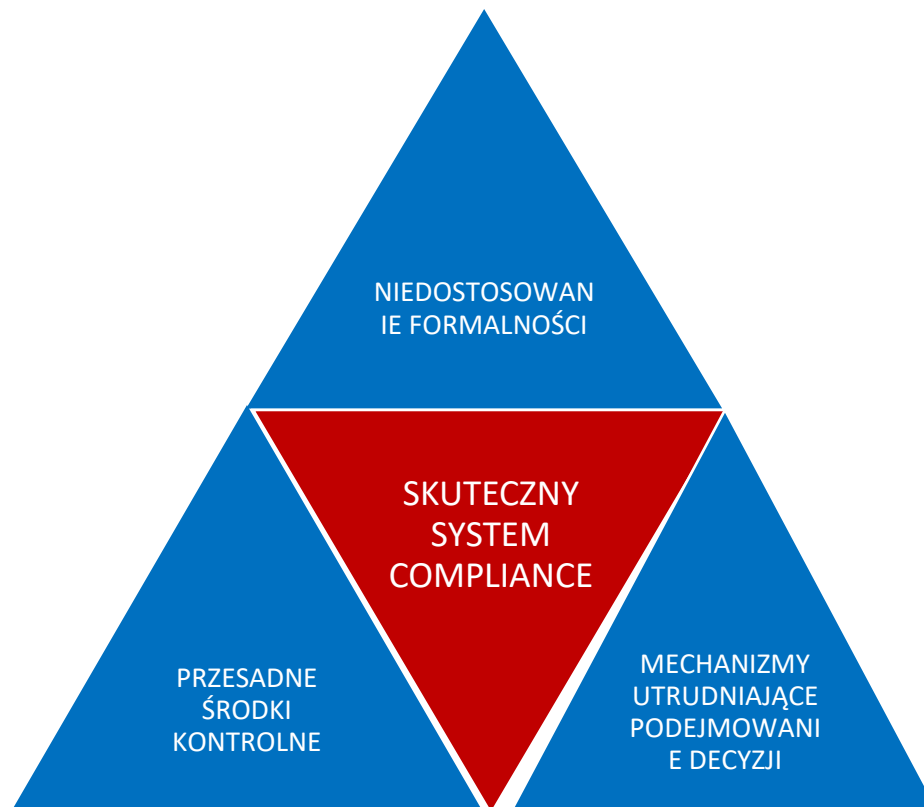 NIEDOSTOSOWAN
IE FORMALNOŚCI
SKUTECZNY
SYSTEM
COMPLIANCE
PRZESADNE
ŚRODKI
KONTROLNE
MECHANIZMY
UTRUDNIAJĄCE
PODEJMOWANI
E DECYZJI